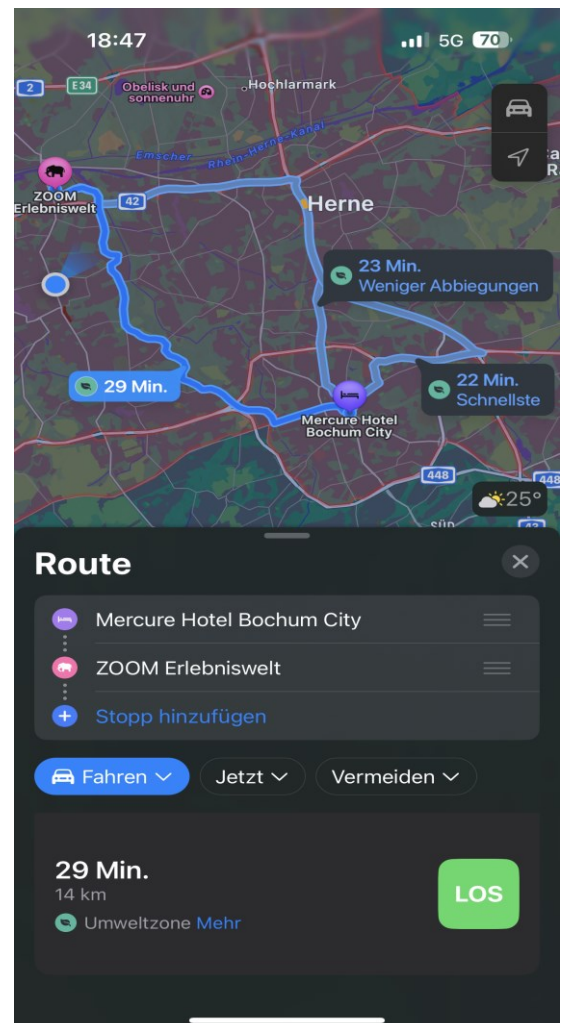 18:47
5G 70
2
E34
Obelisk und
sonnenuhr
Hochlarmark
Emscher
Rhein-Herne-Kanal
ZOOM
Erlebniswelt
42
Herne
23 Min.
Weniger Abbiegungen
29 Min.
22 Min.
Schnellste
Mercure Hotel
Bochum City
448
448
25°
SÜD
Route
Mercure Hotel Bochum City
ZOOM Erlebniswelt
Stopp hinzufügen
Fahren
Jetzt
Vermeiden
29 Min.
14 km
LOS
Umweltzone Mehr